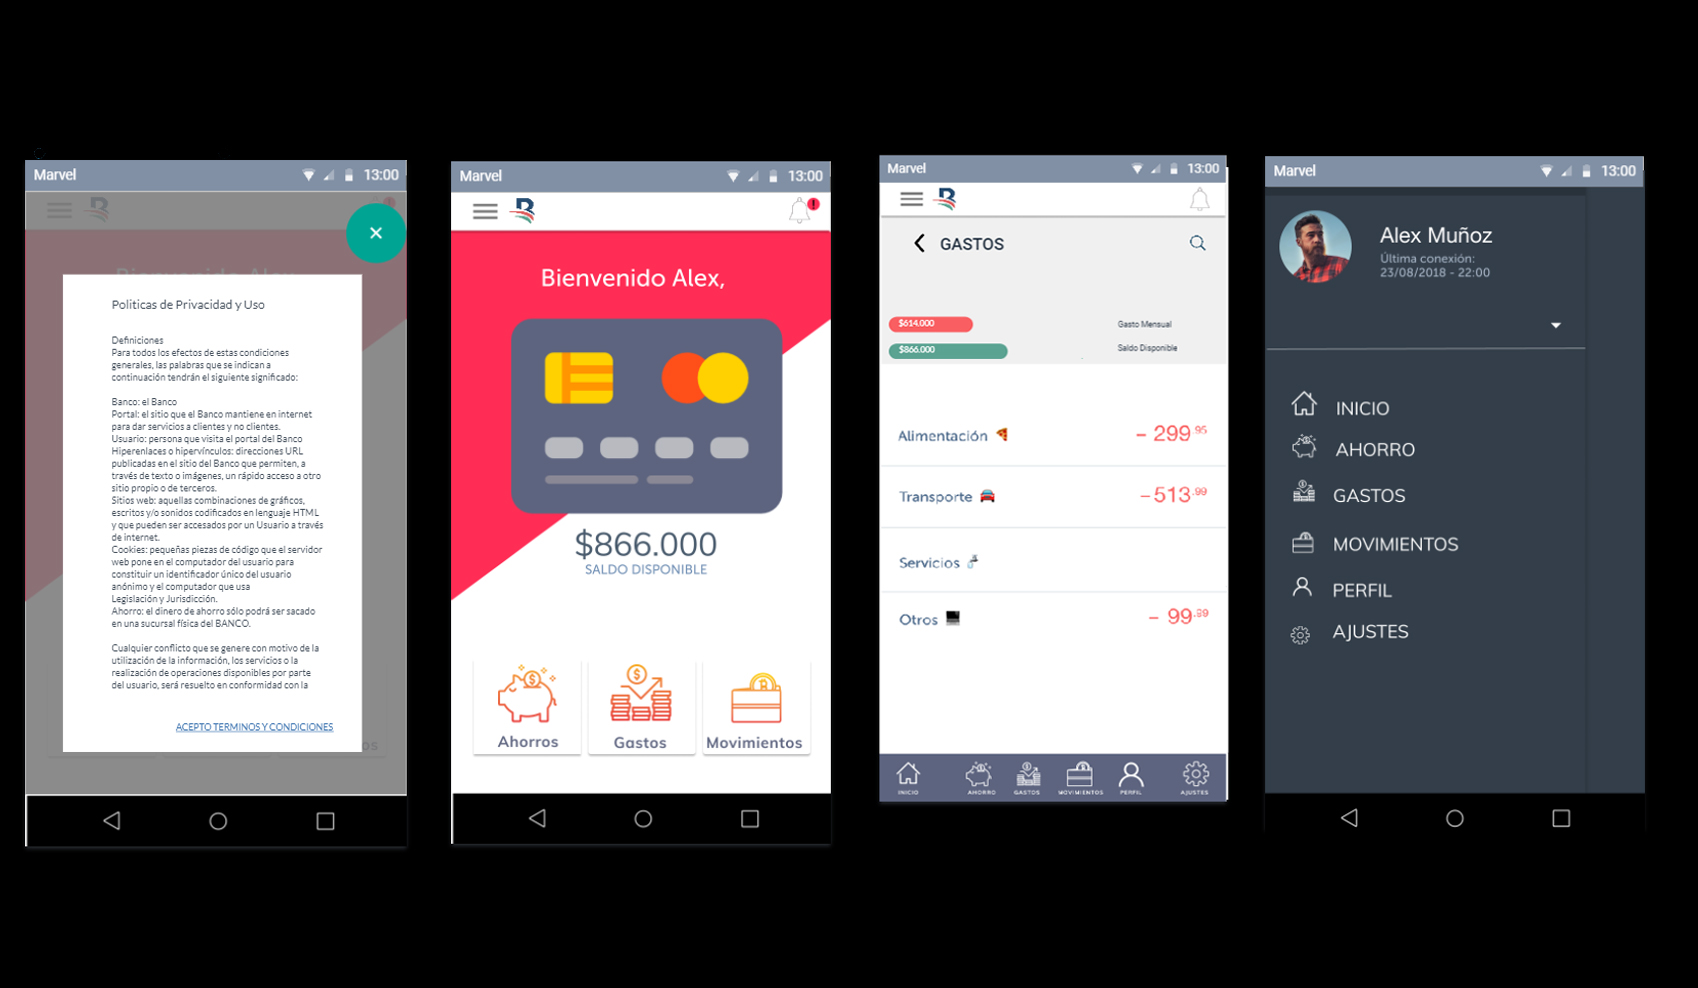 Marvel
13:00
Politicas de Privacidad y Uso
Definiciones
Para todos los efectos de estas condiciones
generales, las palabras que se indican a
continuación tendrán el siguiente significado:
Banco: el Banco
Portal: el sitio que el Banco mantiene en internet
para dar servicios a clientes y no clientes.
Usuario: persona que visita el portal del Banco
Hiperenlaces o hipervínculos: direcciones URL
publicadas en el sitio del Banco que permiten, a
través de texto o imágenes, un rápido acceso a otro
sitio propio o de terceros.
Sitios web: aquellas combinaciones de gráficos,
escritos y/o sonidos codificados en lenguaje HTML
y que pueden ser accesados por un Usuario a través
de internet.
Cookies: pequeñas piezas de código que el servidor
web pone en el computador del usuario para
constituir un identificador único del usuario
anónimo y el computador que usa
Legislación y Jurisdicción.
Ahorro: el dinero de ahorro sólo podrá ser sacado
en una sucursal física del BANCO.
Cualquier conflicto que se genere con motivo de la
utilización de la información, los servicios o la
realización de operaciones disponibles por parte
del usuario, será resuelto en conformidad con la
ACEPTO TERMINOS Y CONDICIONES
Marvel
13:00
B
Bienvenido Alex,
$866.000
SALDO DISPONIBLE
Ahorros
Gastos
Movimientos
Marvel
13:00
B
GASTOS
$614.000
Gasto Mensual
$866.000
Saldo Disponible
Alimentación
- 299.95
Transporte
-513.99
Servicios
Otros
- 99.99
INICIO
AHORRO
GASTOS
MOVIMIENTOS
PERFIL
AJUSTES
Marvel
13:00
Alex Muñoz
Última conexión:
23/08/2018 - 22:00
INICIO
AHORRO
GASTOS
MOVIMIENTOS
PERFIL
AJUSTES